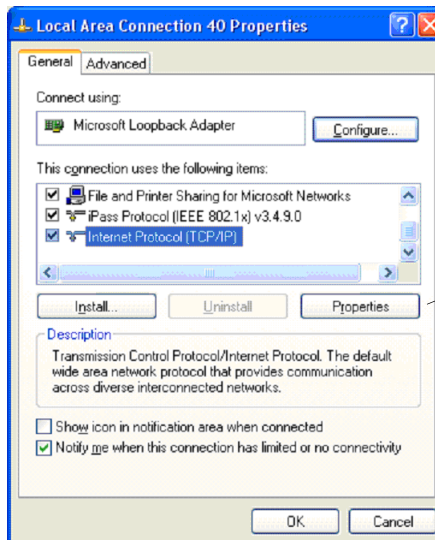 Local Area Connection 40 Properties
General
Advanced
Connect using:
Microsoft Loopback Adapter
Configure...
This connection uses the following items:
File and Printer Sharing for Microsoft Networks
iPass Protocol (IEEE 802.1x) v3.4.9.0
Internet Protocol (TCP/IP)
Install...
Uninstall
Properties
Description
Transmission Control Protocol/Internet Protocol. The default
wide area network protocol that provides communication
across diverse interconnected networks.
Show icon in notification area when connected
Notify me when this connection has limited or no connectivity
OK
Cancel